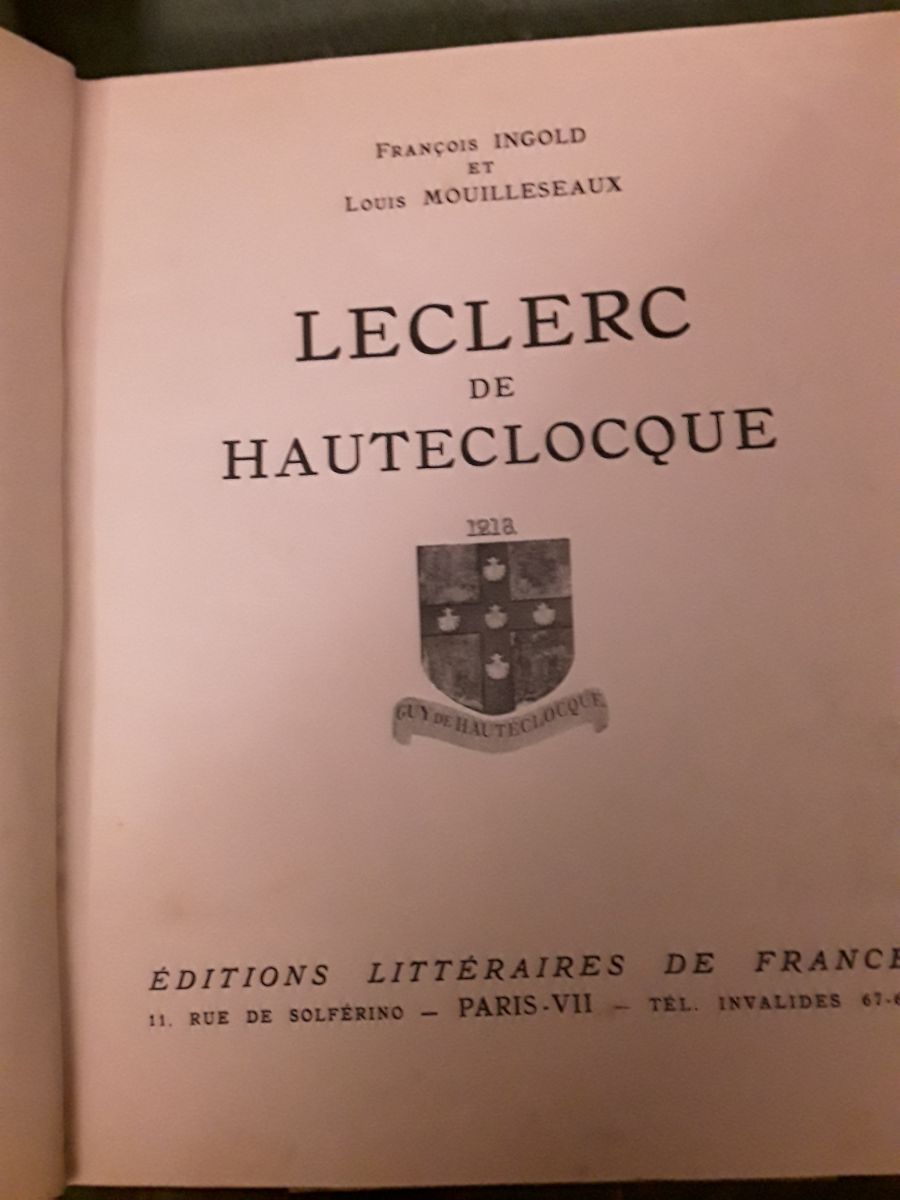 François INGOLD
ET
Louis MOUILLESEAUX
LECLERC
DE
HAUTECLOCQUE
1218.
GUY DE HAUTECLOCQUE
ÉDITIONS LITTÉRAIRES DE FRANCE
11, RUE DE SOLFÉRINO — PARIS-VII — TÉL. INVALIDES